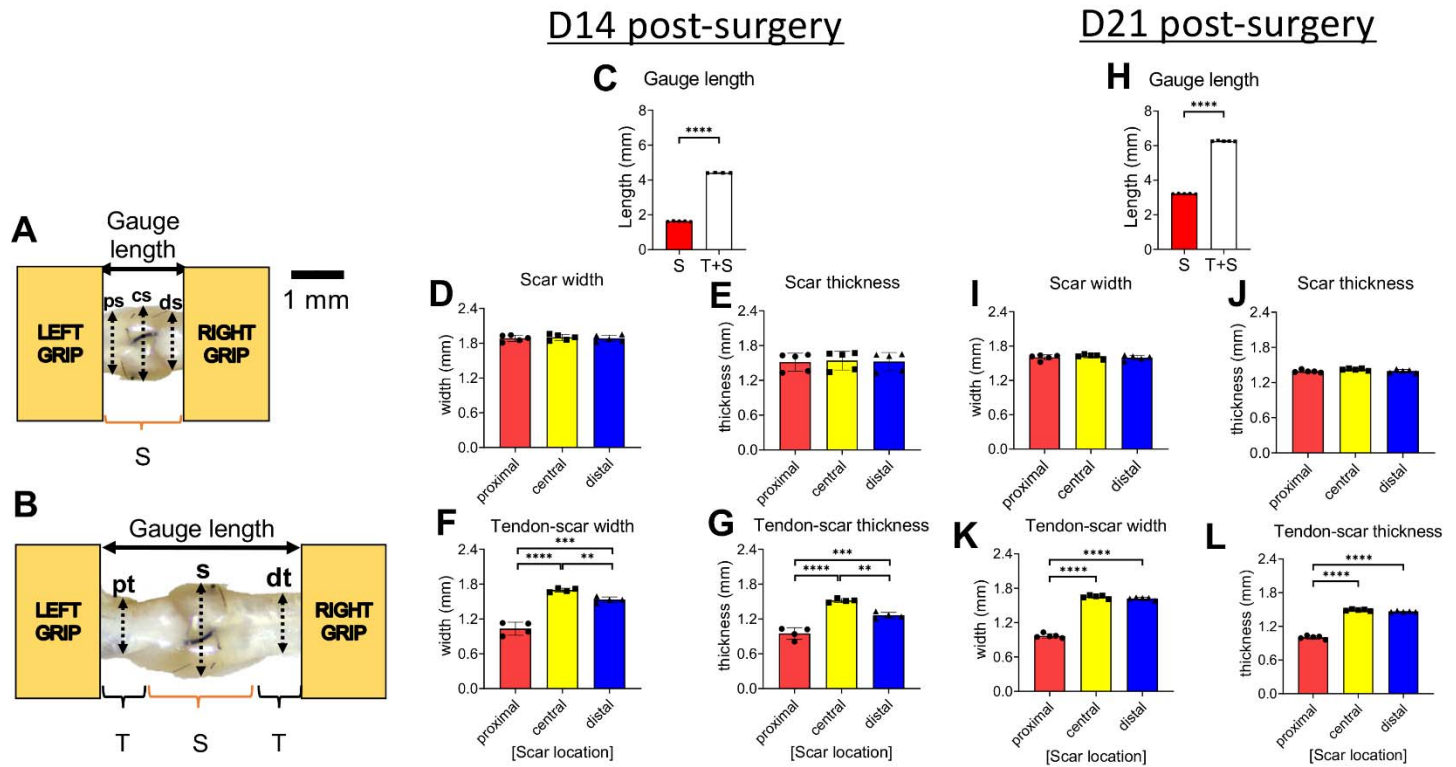 D14 post-surgery
D21 post-surgery
A
Gauge
length
1 mm
ps
cs
ds
LEFT
GRIP
RIGHT
GRIP
S
B
Gauge length
pt
s
dt
LEFT
GRIP
RIGHT
GRIP
T
S
T
C
Gauge length
Length (mm)
8
6
4
2
0
****
S
T+S
H
Gauge length
Length (mm)
8
6
4
2
0
****
S
T+S
D
Scar width
width (mm)
2.4
1.8
1.2
0.6
0.0
proximal
central
distal
E
Scar thickness
thickness (mm)
2.4
1.8
1.2
0.6
0.0
proximal
central
distal
I
Scar width
width (mm)
2.4
1.8
1.2
0.6
0.0
proximal
central
distal
J
Scar thickness
thickness (mm)
2.4
1.8
1.2
0.6
0.0
proximal
central
distal
F
Tendon-scar width
width (mm)
2.4
1.8
1.2
0.6
0.0
***
****
**
proximal
central
distal
[Scar location]
G
Tendon-scar thickness
thickness (mm)
2.4
1.8
1.2
0.6
0.0
***
****
**
proximal
central
distal
[Scar location]
K
Tendon-scar width
width (mm)
2.4
1.8
1.2
0.6
0.0
****
****
proximal
central
distal
[Scar location]
L
Tendon-scar thickness
thickness (mm)
2.4
1.8
1.2
0.6
0.0
****
****
proximal
central
distal
[Scar location]